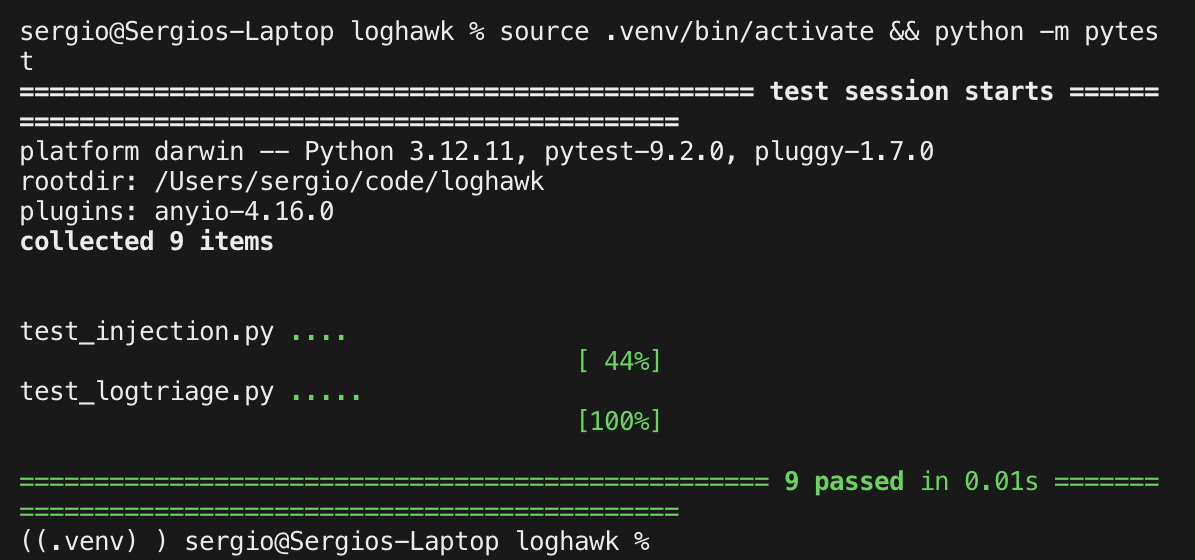 sergio@Sergios-Laptop loghawk % source .venv/bin/activate && python -m pytes
t
================================================= test session starts ======
============================================
platform darwin -- Python 3.12.11, pytest-9.2.0, pluggy-1.7.0
rootdir: /Users/sergio/code/loghawk
plugins: anyio-4.16.0
collected 9 items
test_injection.py ....
[ 44%]
test_logtriage.py .....
[100%]
================================================== 9 passed in 0.01s =======
============================================
((.venv) ) sergio@Sergios-Laptop loghawk %